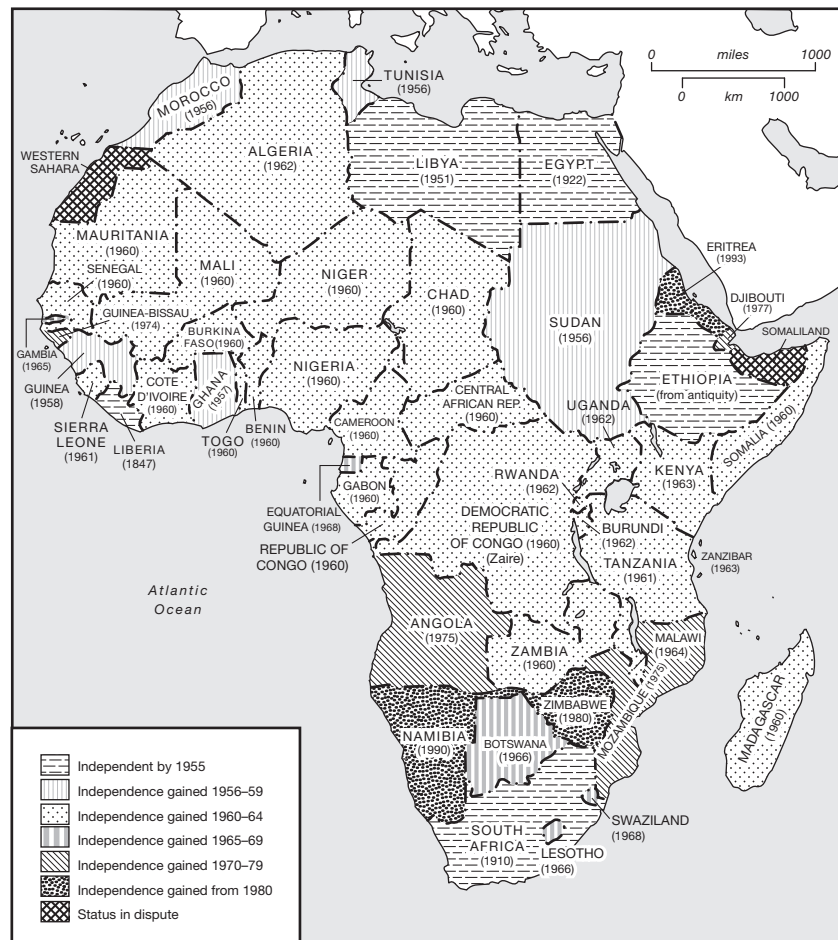 0 miles 1000
0 km 1000
TUNISIA
(1956)
MOROCCO
(1956)
ALGERIA
(1962)
LIBYA
(1951)
EGYPT
(1922)
WESTERN
SAHARA
MAURITANIA
(1960)
MALI
(1960)
NIGER
(1960)
CHAD
(1960)
SUDAN
(1956)
ERITREA
(1993)
DJIBOUTI
(1977)
SOMALILAND
SENEGAL
(1960)
GUINEA-BISSAU
(1974)
GAMBIA
(1965)
GUINEA
(1958)
SIERRA
LEONE
(1961)
LIBERIA
(1847)
COTE
D'IVOIRE
(1960)
BURKINA
FASO (1960)
GHANA
(1957)
TOGO
(1960)
BENIN
(1960)
NIGERIA
(1960)
CAMEROON
(1960)
CENTRAL
AFRICAN REP.
(1960)
ETHIOPIA
(from antiquity)
SOMALIA (1960)
UGANDA
(1962)
KENYA
(1963)
RWANDA
(1962)
BURUNDI
(1962)
EQUATORIAL
GUINEA (1968)
GABON
(1960)
REPUBLIC OF
CONGO (1960)
DEMOCRATIC
REPUBLIC
OF CONGO (1960)
(Zaire)
TANZANIA
(1961)
ZANZIBAR
(1963)
Atlantic
Ocean
ANGOLA
(1975)
ZAMBIA
(1960)
MALAWI
(1964)
MOZAMBIQUE (1975)
MADAGASCAR
(1960)
NAMIBIA
(1990)
ZIMBABWE
(1980)
BOTSWANA
(1966)
SWAZILAND
(1968)
SOUTH
AFRICA
(1910)
LESOTHO
(1966)
Independent by 1955
Independence gained 1956–59
Independence gained 1960–64
Independence gained 1965–69
Independence gained 1970–79
Independence gained from 1980
Status in dispute